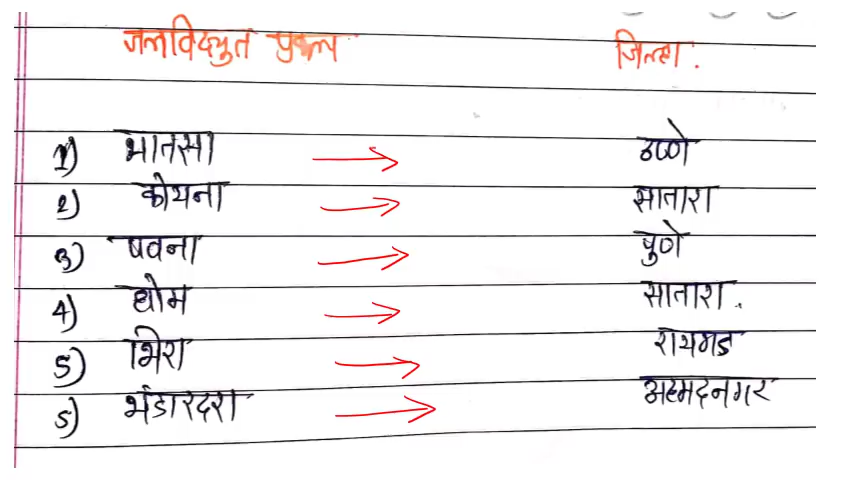 जलविद्युत प्रकल्प जिल्हा.
1) भातसा → ठाणे
2) कोयना → सातारा
3) पवना → पुणे
4) धोम → सातारा.
5) भिरा → रायगड
5) भंडारदरा → अहमदनगर